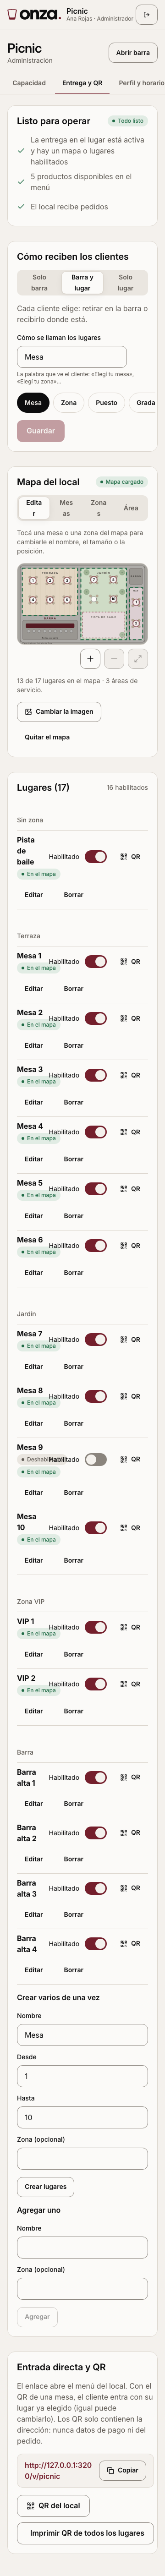 onza.
Picnic
Ana Rojas · Administrador
Picnic
Administración
Abrir barra
Capacidad
Entrega y QR
Perfil y horario
Listo para operar
Todo listo
La entrega en el lugar está activa
y hay un mapa o lugares
habilitados
5 productos disponibles en el
menú
El local recibe pedidos
Cómo reciben los clientes
Solo
barra
Barra y
lugar
Solo
lugar
Cada cliente elige: retirar en la barra o
recibirlo donde está.
Cómo se llaman los lugares
Mesa
La palabra que ve el cliente: «Elegí tu mesa»,
«Elegí tu zona»…
Mesa
Zona
Puesto
Grada
Guardar
Mapa del local
Mapa cargado
Edita
r
Mes
as
Zona
s
Área
Tocá una mesa o una zona del mapa para
cambiarle el nombre, el tamaño o la
posición.
13 de 17 lugares en el mapa · 3 áreas de
servicio.
Cambiar la imagen
Quitar el mapa
Lugares (17)
16 habilitados
Sin zona
Pista
de
baile
En el mapa
Habilitado
QR
Editar
Borrar
Terraza
Mesa 1
En el mapa
Habilitado
QR
Editar
Borrar
Mesa 2
En el mapa
Habilitado
QR
Editar
Borrar
Mesa 3
En el mapa
Habilitado
QR
Editar
Borrar
Mesa 4
En el mapa
Habilitado
QR
Editar
Borrar
Mesa 5
En el mapa
Habilitado
QR
Editar
Borrar
Mesa 6
En el mapa
Habilitado
QR
Editar
Borrar
Jardín
Mesa 7
En el mapa
Habilitado
QR
Editar
Borrar
Mesa 8
En el mapa
Habilitado
QR
Editar
Borrar
Mesa 9
Habilitado
En el mapa
QR
Editar
Borrar
Mesa
10
En el mapa
Habilitado
QR
Editar
Borrar
Zona VIP
VIP 1
En el mapa
Habilitado
QR
Editar
Borrar
VIP 2
En el mapa
Habilitado
QR
Editar
Borrar
Barra
Barra
alta 1
Habilitado
QR
Editar
Borrar
Barra
alta 2
Habilitado
QR
Editar
Borrar
Barra
alta 3
Habilitado
QR
Editar
Borrar
Barra
alta 4
Habilitado
QR
Editar
Borrar
Crear varios de una vez
Nombre
Mesa
Desde
1
Hasta
10
Zona (opcional)
Crear lugares
Agregar uno
Nombre
Zona (opcional)
Agregar
Entrada directa y QR
El enlace abre el menú del local. Con el
QR de una mesa, el cliente entra con su
lugar ya elegido (igual puede
cambiarlo). Los QR solo contienen la
dirección: nunca datos de pago ni del
pedido.
http://127.0.0.1:320
0/v/picnic
Copiar
QR del local
Imprimir QR de todos los lugares